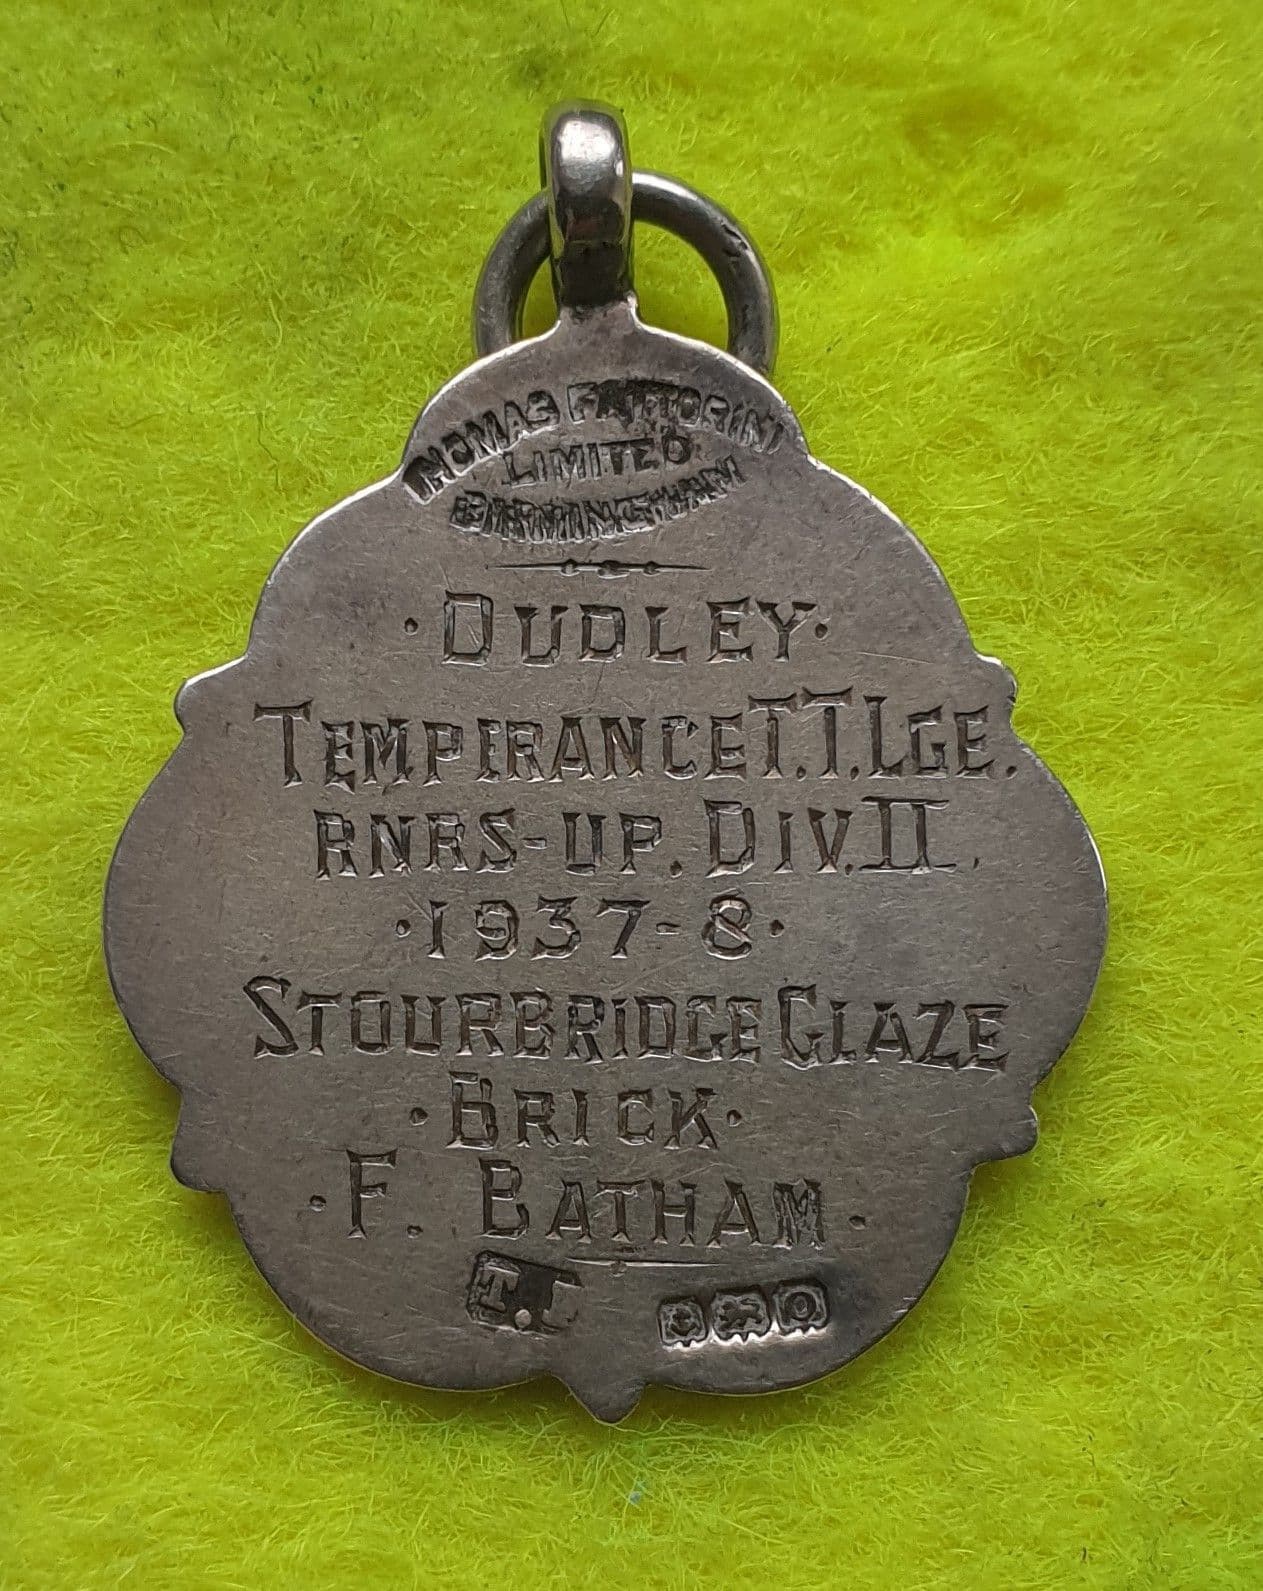 THOMAS FATTORINI
LIMITED
BIRMINGHAM
·DUDLEY·
TEMPERANCE T.T. LGE.
RNRS-UP. DIV. II.
·1937-8·
STOURBRIDGE GLAZE
·BRICK·
·F. BATHAM·
T.F
O